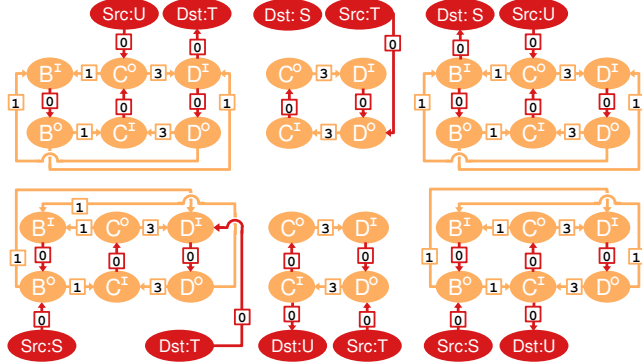 Src:U Dst:T Dst: S Src:T Dst: S Src:U
0 0 0 0 0
Bᴵ 1 Cᴼ 3 Dᴵ Cᴼ 3 Dᴵ Bᴵ 1 Cᴼ 3 Dᴵ
1 0 0 0 1 0 0 1 0 0 0 1
Bᴼ 1 Cᴵ 3 Dᴼ Cᴵ 3 Dᴼ Bᴼ 1 Cᴵ 3 Dᴼ
1
Bᴵ 1 Cᴼ 3 Dᴵ Cᴼ 3 Dᴵ Bᴵ 1 Cᴼ 3 Dᴵ
1 0 0 0 0 0 1 0 0 0 1
Bᴼ 1 Cᴵ 3 Dᴼ Cᴵ 3 Dᴼ Bᴼ 1 Cᴵ 3 Dᴼ
0 0 0 0 0 0
Src:S Dst:T Dst:U Src:T Src:S Dst:U